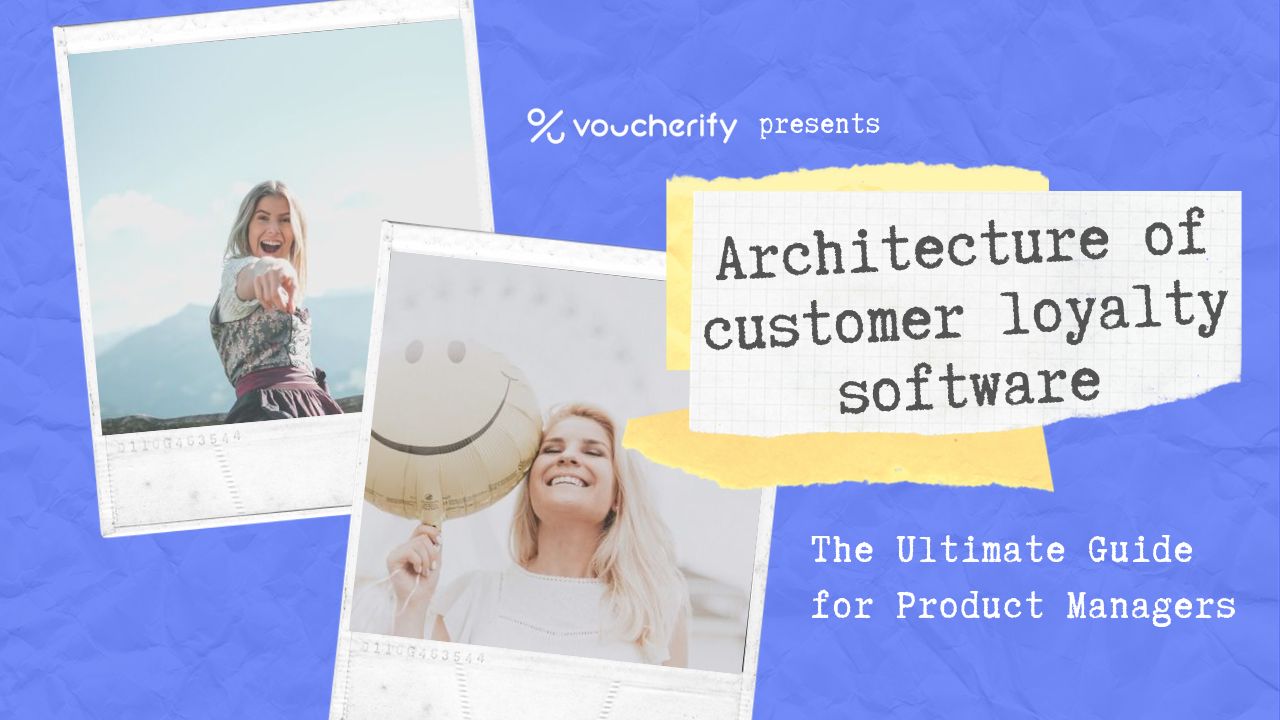 voucherify presents
Architecture of
customer loyalty
software
The Ultimate Guide
for Product Managers